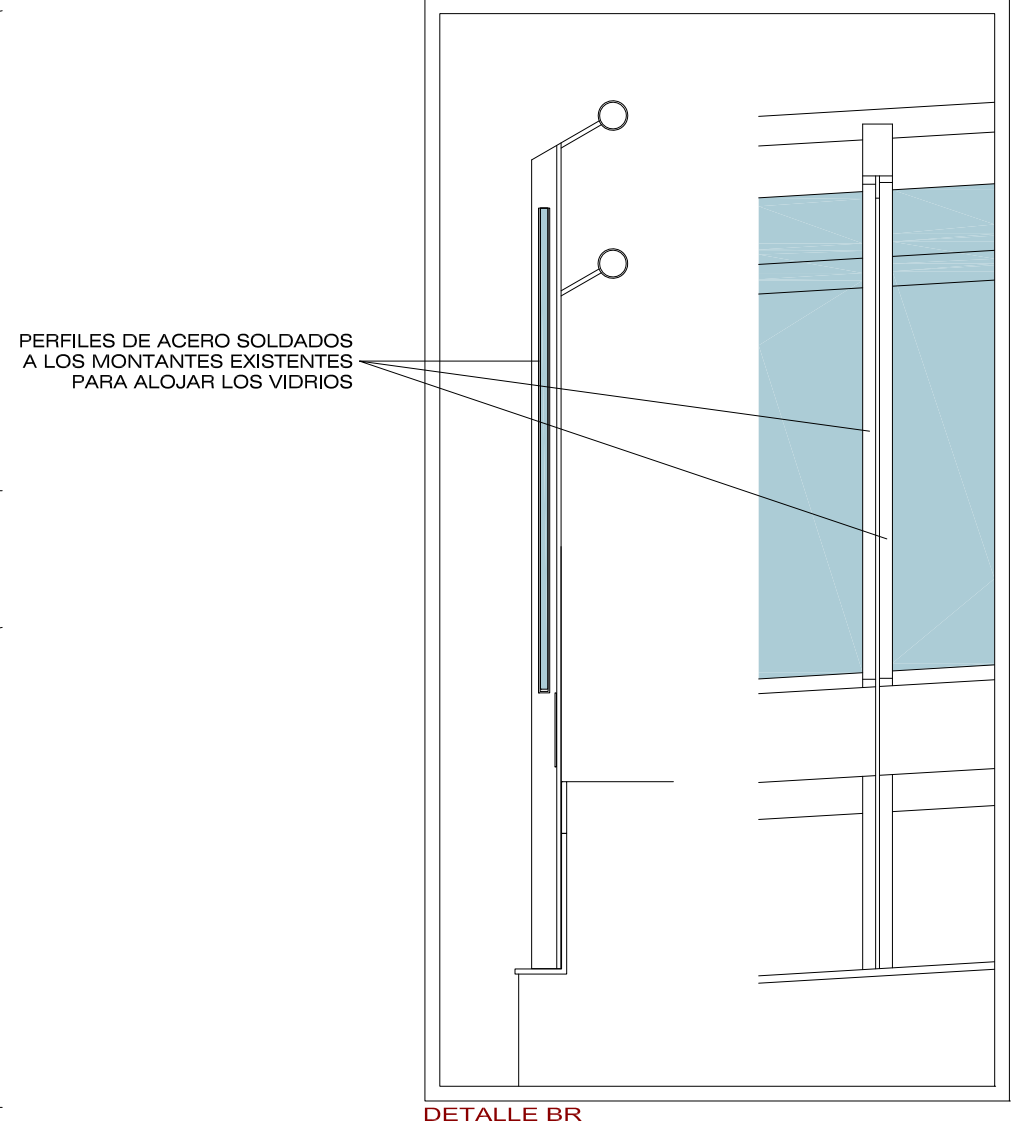 PERFILES DE ACERO SOLDADOS
A LOS MONTANTES EXISTENTES
PARA ALOJAR LOS VIDRIOS
DETALLE BR